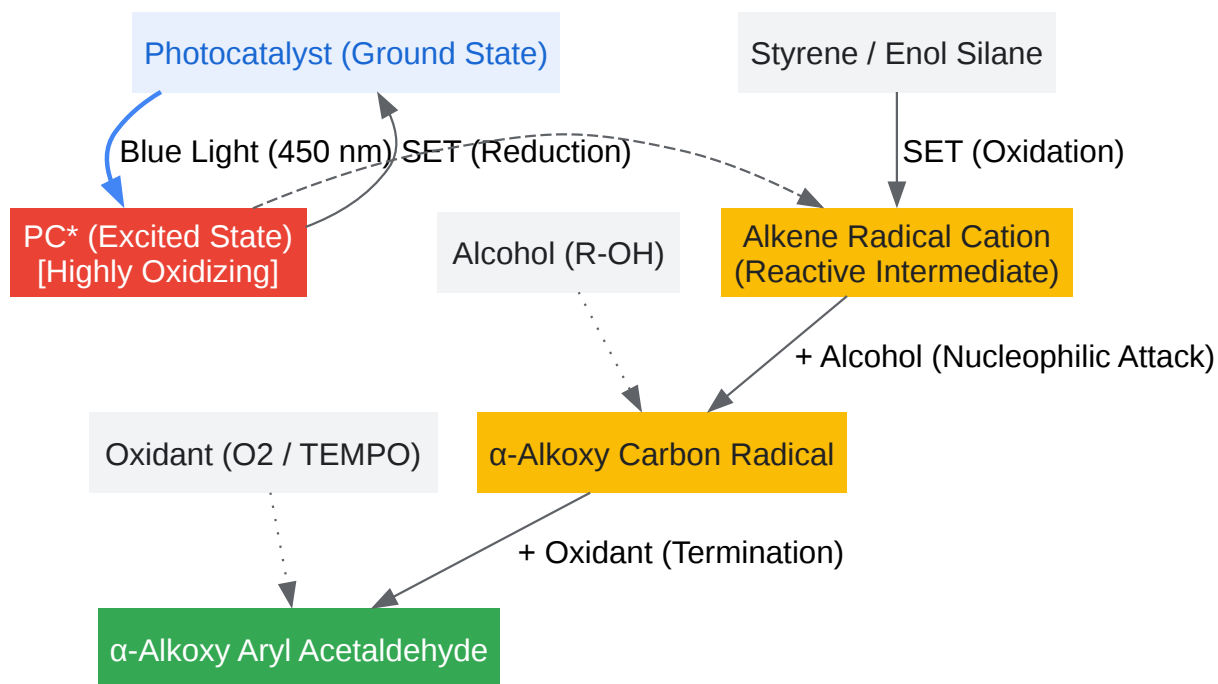 Photocatalyst (Ground State)
Styrene / Enol Silane
Blue Light (450 nm)
SET (Reduction)
SET (Oxidation)
PC* (Excited State)
[Highly Oxidizing]
Alcohol (R-OH)
Alkene Radical Cation
(Reactive Intermediate)
+ Alcohol (Nucleophilic Attack)
Oxidant (O2 / TEMPO)
α-Alkoxy Carbon Radical
+ Oxidant (Termination)
α-Alkoxy Aryl Acetaldehyde